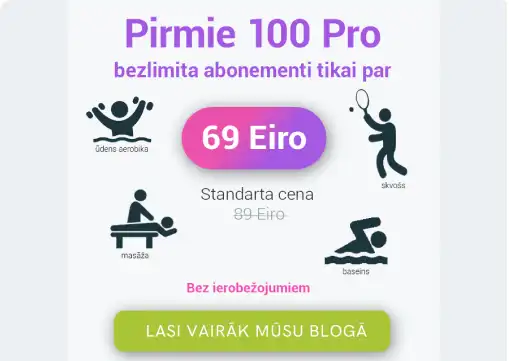 Pirmie 100 Pro
bezlimita abonementi tikai par
ūdens aerobika
69 Eiro
skvošs
Standarta cena
89 Eiro
masāža
baseins
Bez ierobežojumiem
LASI VAIRĀK MŪSU BLOGĀ